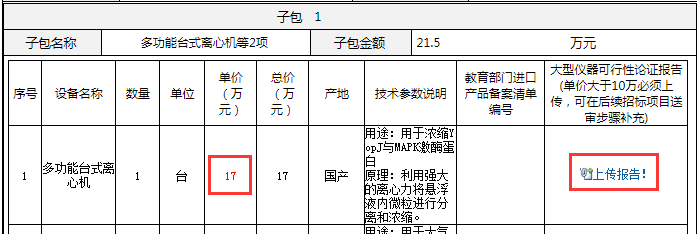 子包 1
子包名称 多功能台式离心机等2项 子包金额 21.5 万元
序号
设备名称
数量
单位
单价
（万
元）
总价
（万
元）
产地
技术参数说明
教育部门进口
产品备案清单
编号
大型仪器可行性论证报告
(单价大于10万必须上
传，可在后续招标项目送
审步骤补充)
1
多功能台式离
心机
1
台
17
17
国产
用途：用于浓缩Y
opJ与MAPK激酶蛋
白
原理：利用强大
的离心力将悬浮
液内微粒进行分
离和浓缩。
上传报告!
用途：用于大气